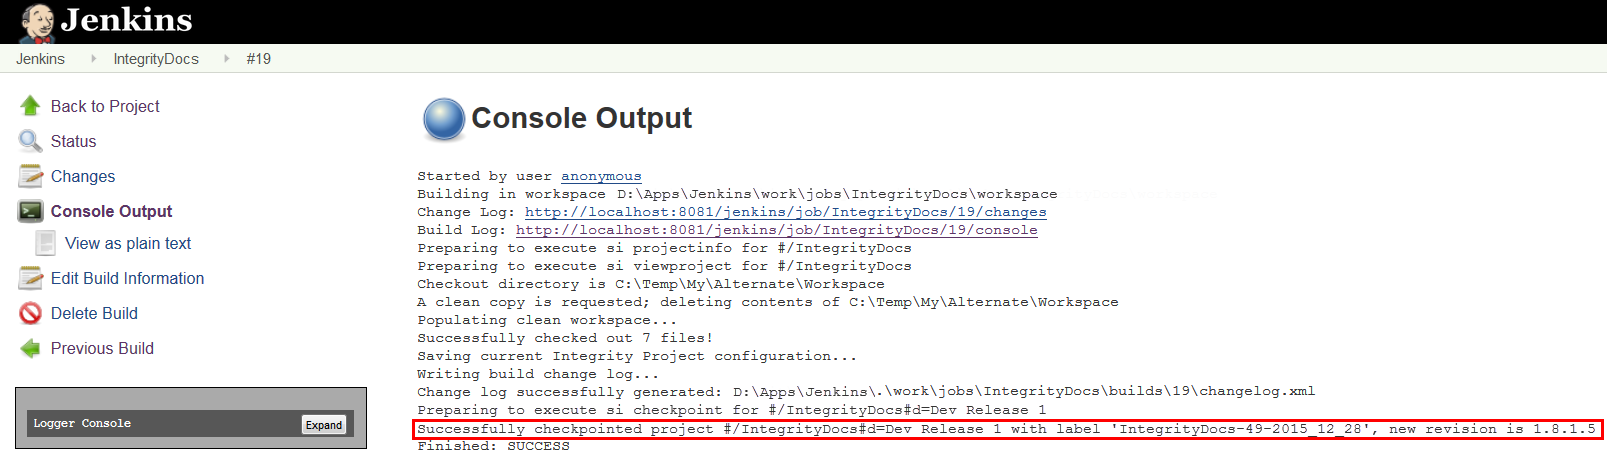 Jenkins
Jenkins IntegrityDocs #19
Back to Project
Status
Changes
Console Output
View as plain text
Edit Build Information
Delete Build
Previous Build
Logger Console Expand
Console Output
Started by user anonymous
Building in workspace D:\Apps\Jenkins\work\jobs\IntegrityDocs\workspace
Change Log: http://localhost:8081/jenkins/job/IntegrityDocs/19/changes
Build Log: http://localhost:8081/jenkins/job/IntegrityDocs/19/console
Preparing to execute si projectinfo for #/IntegrityDocs
Preparing to execute si viewproject for #/IntegrityDocs
Checkout directory is C:\Temp\My\Alternate\Workspace
A clean copy is requested; deleting contents of C:\Temp\My\Alternate\Workspace
Populating clean workspace...
Successfully checked out 7 files!
Saving current Integrity Project configuration...
Writing build change log...
Change log successfully generated: D:\Apps\Jenkins\.\work\jobs\IntegrityDocs\builds\19\changelog.xml
Preparing to execute si checkpoint for #/IntegrityDocs#d=Dev Release 1
Successfully checkpointed project #/IntegrityDocs#d=Dev Release 1 with label 'IntegrityDocs-49-2015_12_28', new revision is 1.8.1.5
Finished: SUCCESS